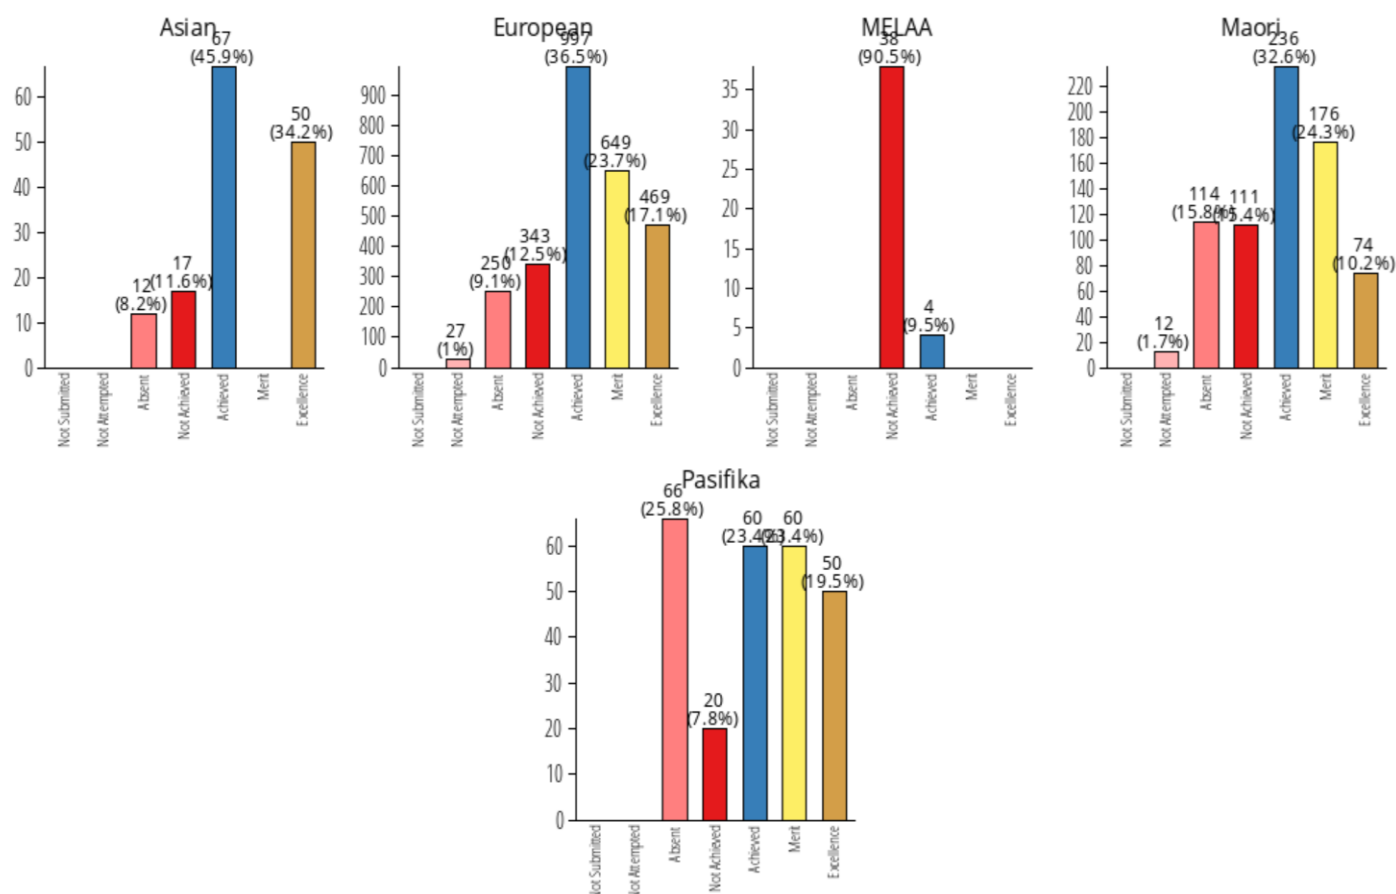 Asian
67
(45.9%)
50
(34.2%)
17
(11.6%)
12
(8.2%)
60
50
40
30
20
10
0
Not Submitted
Not Attempted
Absent
Not Achieved
Achieved
Merit
Excellence
European
997
(36.5%)
649
(23.7%)
469
(17.1%)
343
(12.5%)
250
(9.1%)
27
(1%)
900
800
700
600
500
400
300
200
100
0
Not Submitted
Not Attempted
Absent
Not Achieved
Achieved
Merit
Excellence
MELAA
38
(90.5%)
4
(9.5%)
35
30
25
20
15
10
5
0
Not Submitted
Not Attempted
Absent
Not Achieved
Achieved
Merit
Excellence
Maori
236
(32.6%)
176
(24.3%)
114
(15.8%)
111
(15.4%)
74
(10.2%)
12
(1.7%)
220
200
180
160
140
120
100
80
60
40
20
0
Not Submitted
Not Attempted
Absent
Not Achieved
Achieved
Merit
Excellence
Pasifika
66
(25.8%)
60
(23.4%)
60
(23.4%)
50
(19.5%)
20
(7.8%)
60
50
40
30
20
10
0
Not Submitted
Not Attempted
Absent
Not Achieved
Achieved
Merit
Excellence